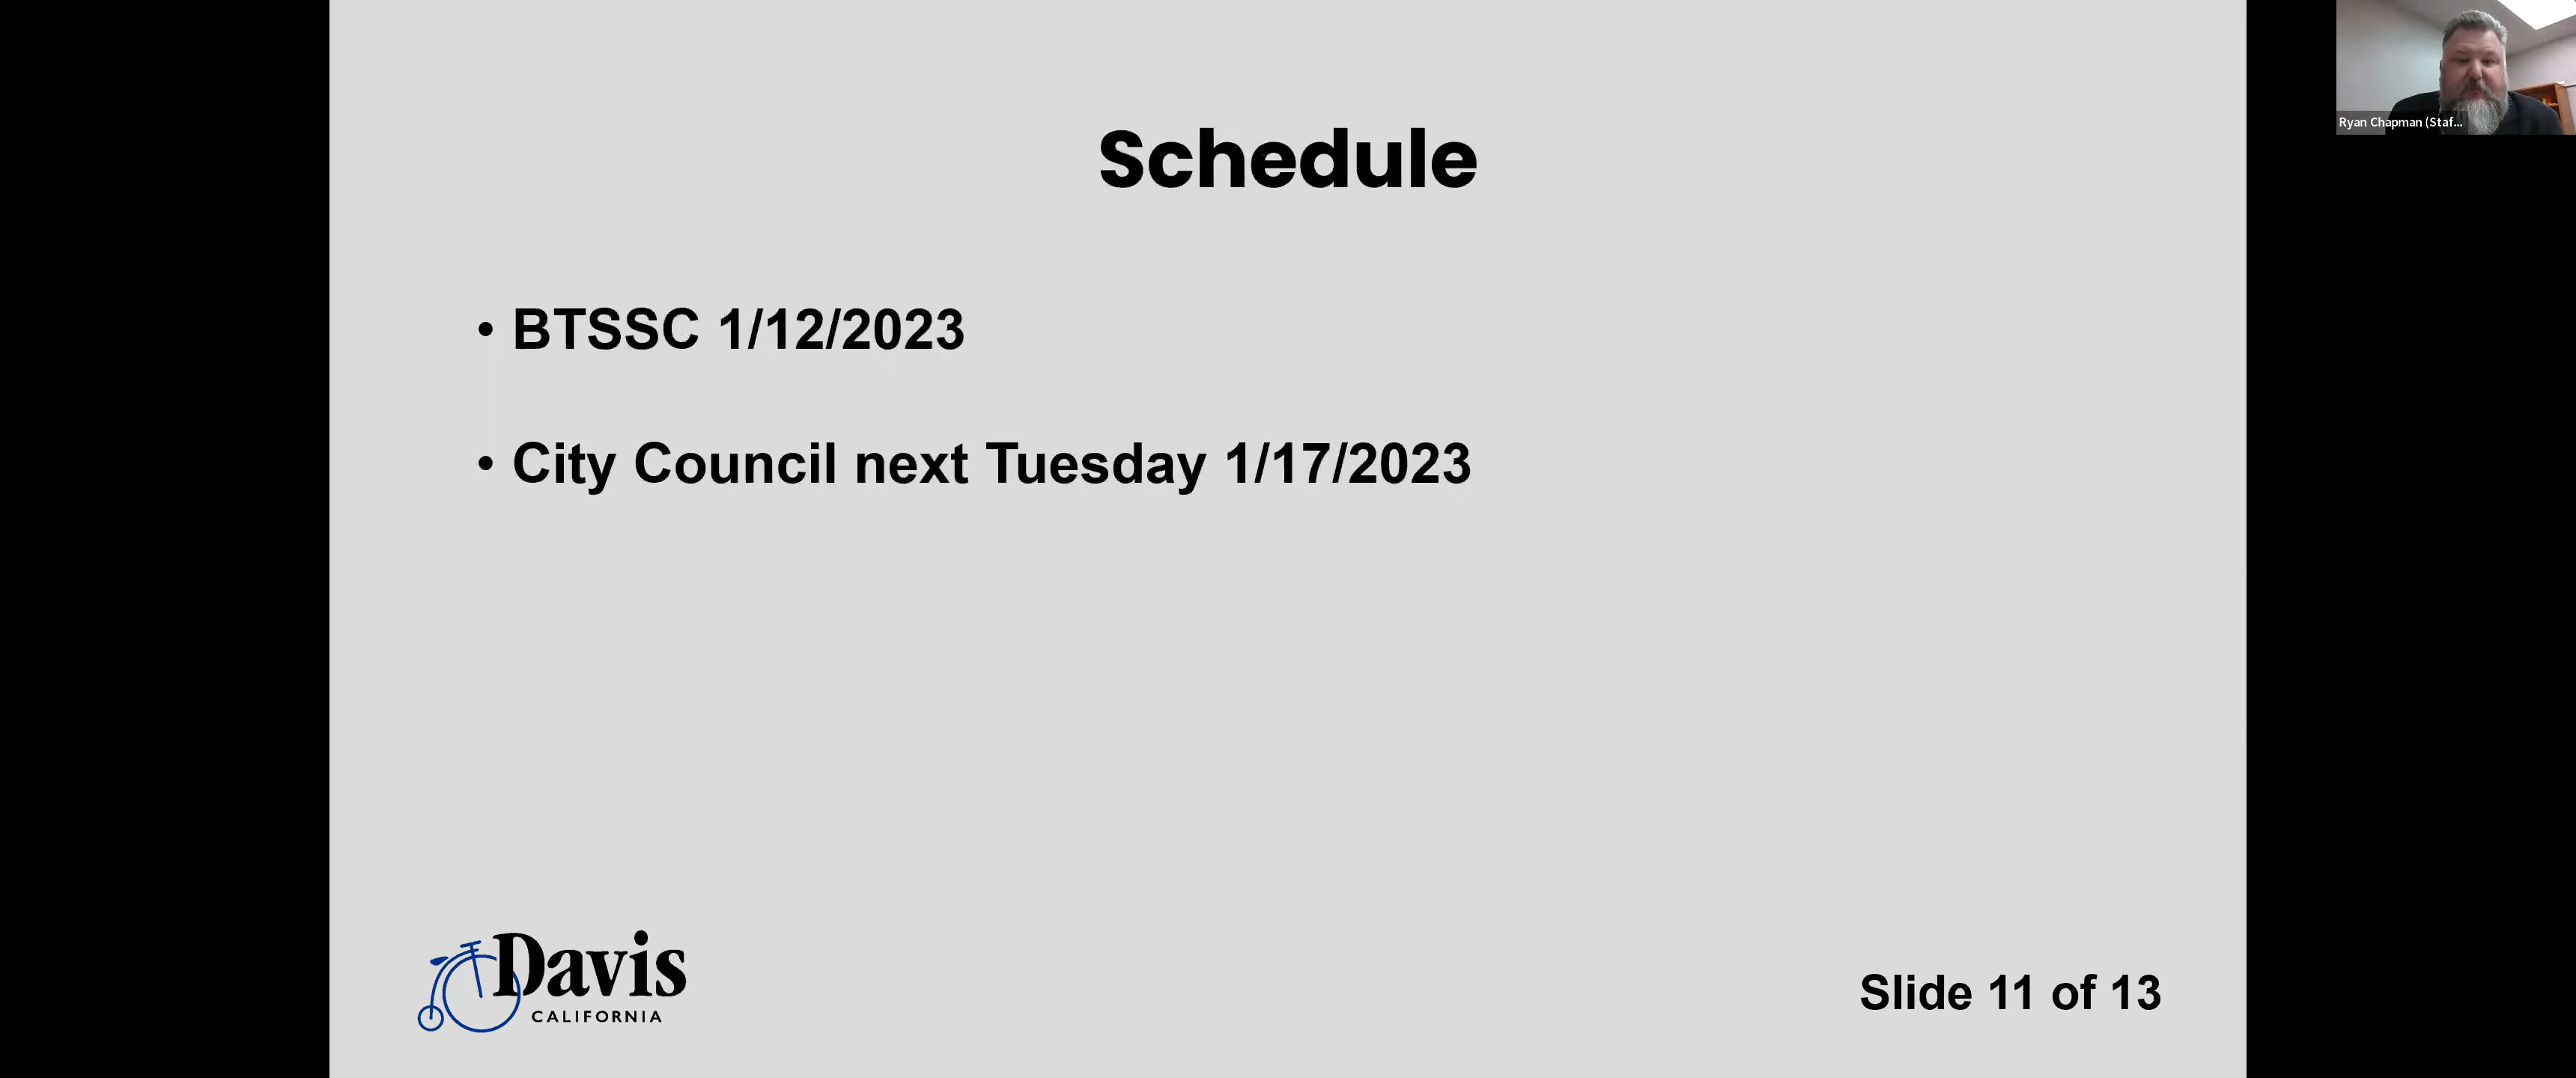 Schedule
• BTSSC 1/12/2023
• City Council next Tuesday 1/17/2023
Davis
CALIFORNIA
Slide 11 of 13
Ryan Chapman (Staf...